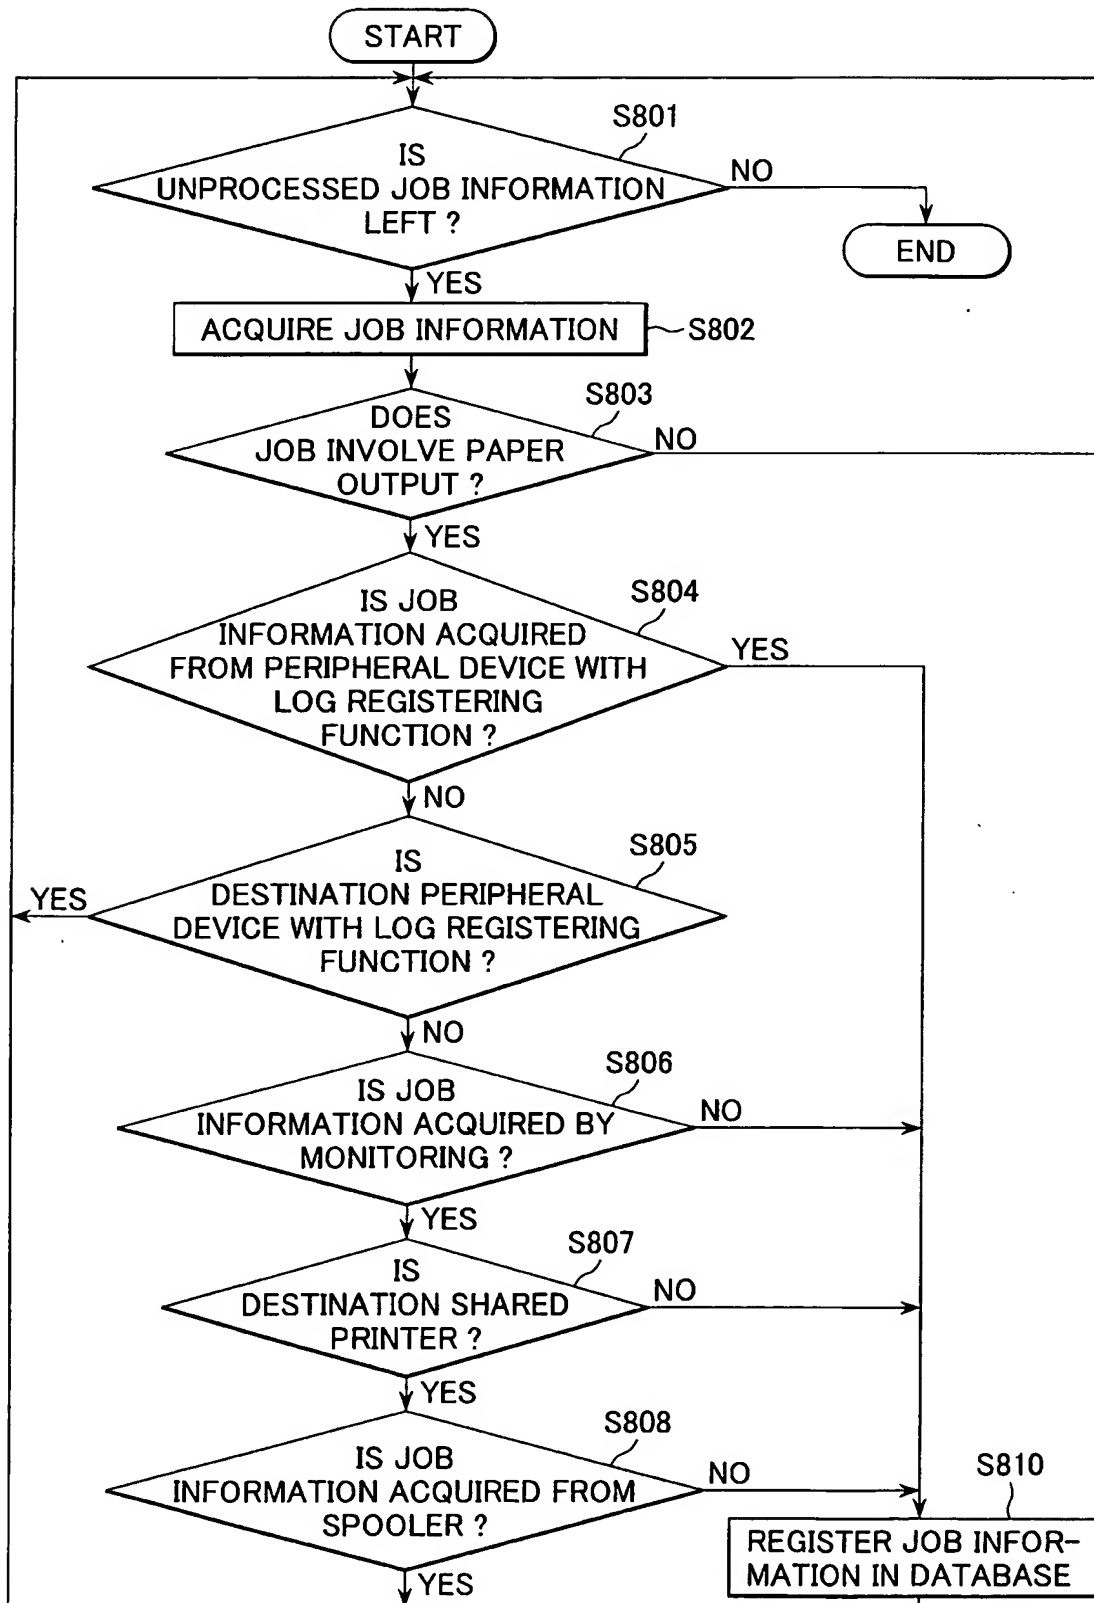 START
S801
IS
UNPROCESSED JOB INFORMATION
LEFT ?
NO
END
YES
ACQUIRE JOB INFORMATION
S802
S803
DOES
JOB INVOLVE PAPER
OUTPUT ?
NO
YES
S804
IS JOB
INFORMATION ACQUIRED
FROM PERIPHERAL DEVICE WITH
LOG REGISTERING
FUNCTION ?
YES
NO
S805
IS
DESTINATION PERIPHERAL
DEVICE WITH LOG REGISTERING
FUNCTION ?
YES
NO
S806
IS JOB
INFORMATION ACQUIRED BY
MONITORING ?
NO
YES
S807
IS
DESTINATION SHARED
PRINTER ?
NO
YES
S808
IS JOB
INFORMATION ACQUIRED FROM
SPOOLER ?
NO
YES
S810
REGISTER JOB INFOR-
MATION IN DATABASE